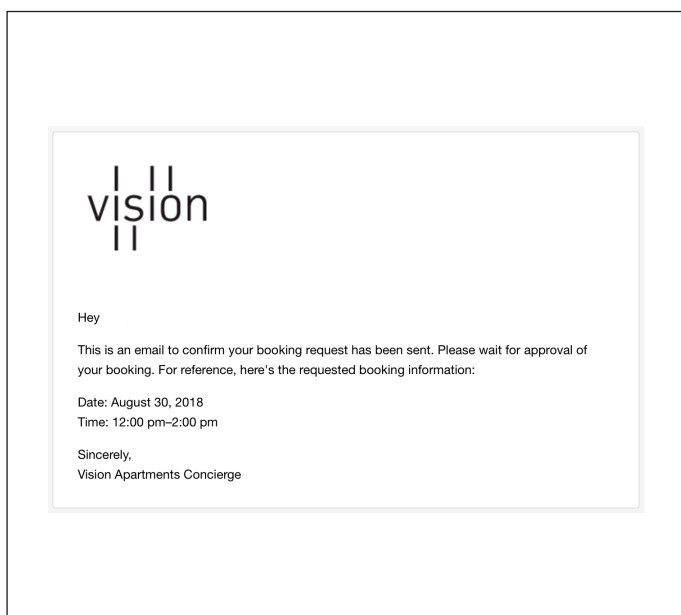 vision
Hey
This is an email to confirm your booking request has been sent. Please wait for approval of
your booking. For reference, here's the requested booking information:
Date: August 30, 2018
Time: 12:00 pm–2:00 pm
Sincerely,
Vision Apartments Concierge